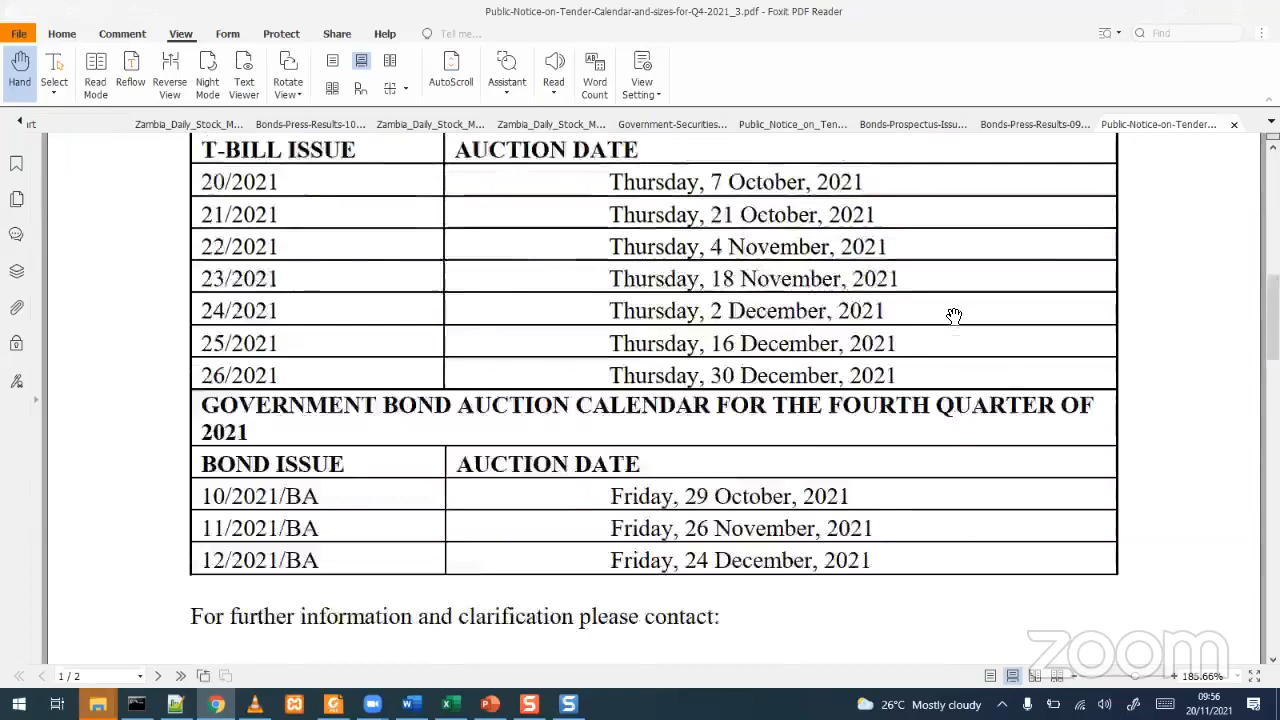 Public-Notice-on-Tender-Calendar-and-sizes-for-Q4-2021_3.pdf - Foxit PDF Reader
File Home Comment View Form Protect Share Help Tell me... Find
Hand Select Read Mode Reflow Reverse View Night Mode Text Viewer Rotate View AutoScroll Assistant Read Word Count View Setting
rt Zambia_Daily_Stock_M... Bonds-Press-Results-10... Zambia_Daily_Stock_M... Zambia_Daily_Stock_M... Government-Securities... Public_Notice_on_Ten... Bonds-Prospectus-Issu... Bonds-Press-Results-09... Public-Notice-on-Tender...
T-BILL ISSUE AUCTION DATE
20/2021 Thursday, 7 October, 2021
21/2021 Thursday, 21 October, 2021
22/2021 Thursday, 4 November, 2021
23/2021 Thursday, 18 November, 2021
24/2021 Thursday, 2 December, 2021
25/2021 Thursday, 16 December, 2021
26/2021 Thursday, 30 December, 2021
GOVERNMENT BOND AUCTION CALENDAR FOR THE FOURTH QUARTER OF
2021
BOND ISSUE AUCTION DATE
10/2021/BA Friday, 29 October, 2021
11/2021/BA Friday, 26 November, 2021
12/2021/BA Friday, 24 December, 2021
For further information and clarification please contact:
zoom
1 / 2 185.66%
26°C Mostly cloudy 09:56
20/11/2021